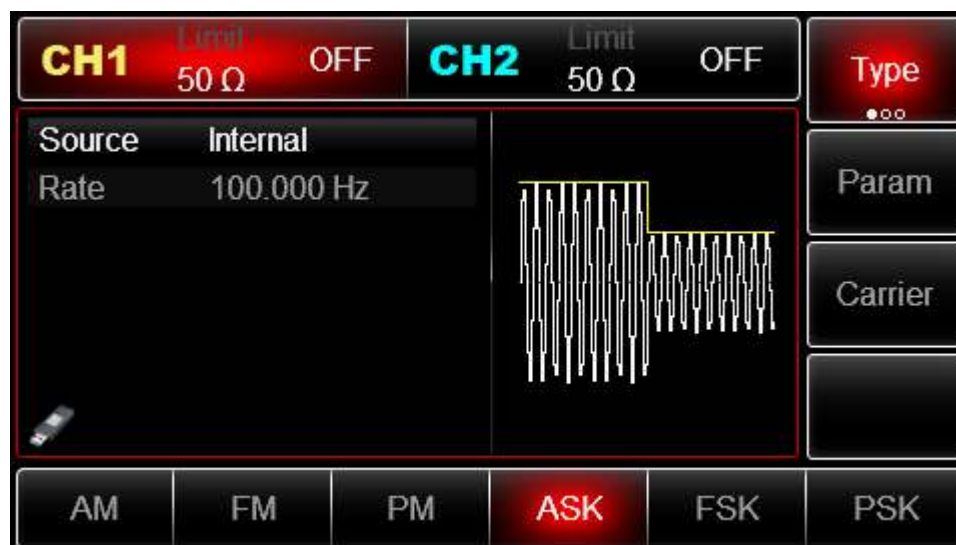 CH1 Limit 50 Ω OFF CH2 Limit 50 Ω OFF
Type
Source Internal
Rate 100.000 Hz
Param
Carrier
AM FM PM ASK FSK PSK